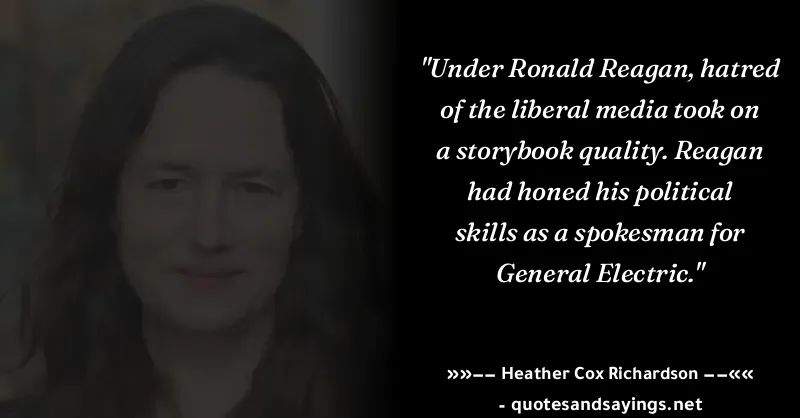 "Under Ronald Reagan, hatred
of the liberal media took on
a storybook quality. Reagan
had honed his political
skills as a spokesman for
General Electric."
»»−− Heather Cox Richardson −−««
- quotesandsayings.net